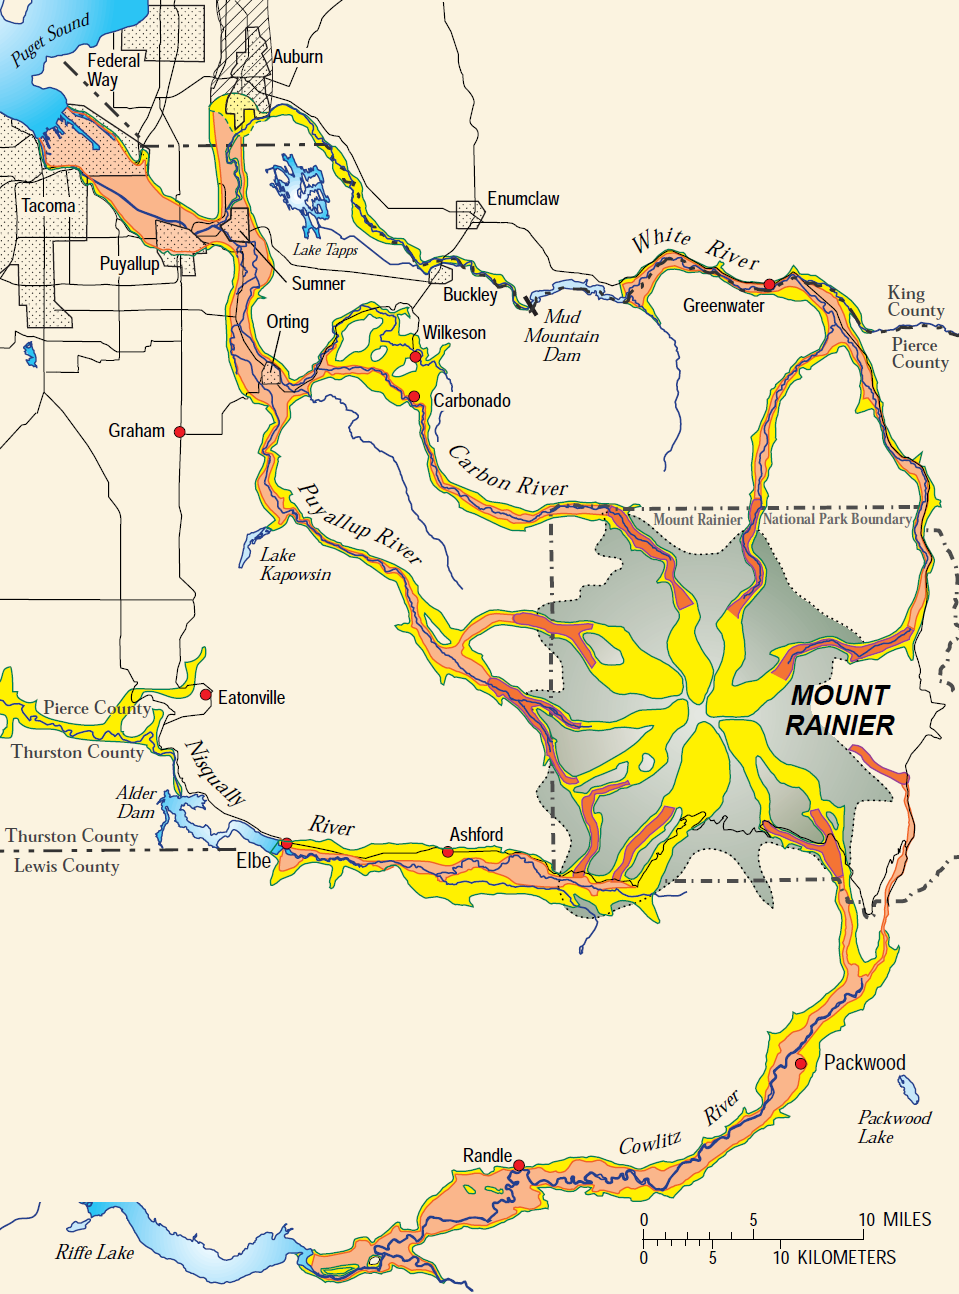 Puget Sound
Federal
Way
Auburn
Tacoma
Enumclaw
Lake Tapps
White River
Puyallup
Sumner
Buckley
Greenwater
King
County
Pierce
County
Orting
Mud
Mountain
Dam
Wilkeson
Carbonado
Graham
Carbon River
Puyallup River
Mount Rainier National Park Boundary
Lake
Kapowsin
MOUNT
RAINIER
Eatonville
Pierce County
Thurston County
Nisqually
River
Alder
Dam
Thurston County
Lewis County
Elbe
Ashford
Packwood
Packwood
Lake
Cowlitz River
Randle
Riffe Lake
0 5 10 MILES
0 5 10 KILOMETERS